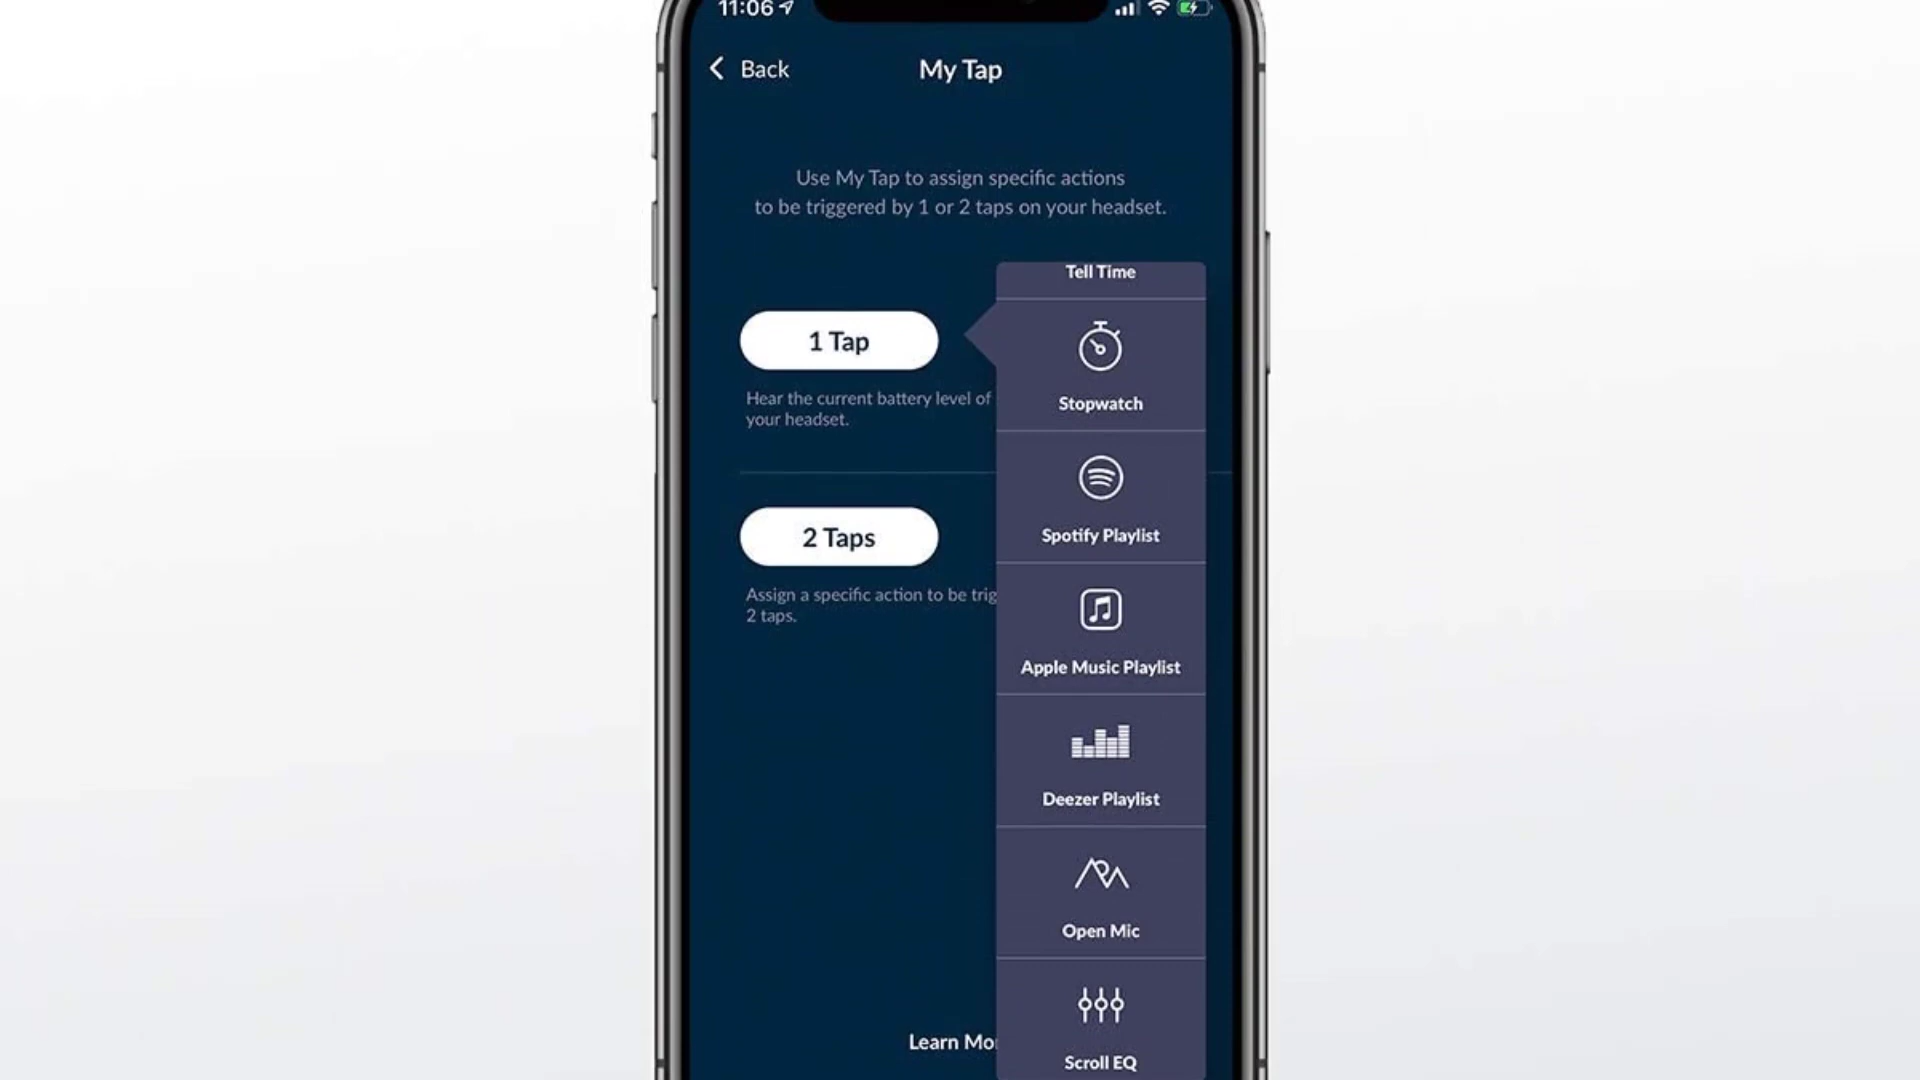 11:06
Back
My Tap
Use My Tap to assign specific actions
to be triggered by 1 or 2 taps on your headset.
Tell Time
1 Tap
Stopwatch
Hear the current battery level of
your headset.
Spotify Playlist
2 Taps
Assign a specific action to be trig
2 taps.
Apple Music Playlist
Deezer Playlist
Open Mic
Learn Mo
Scroll EQ